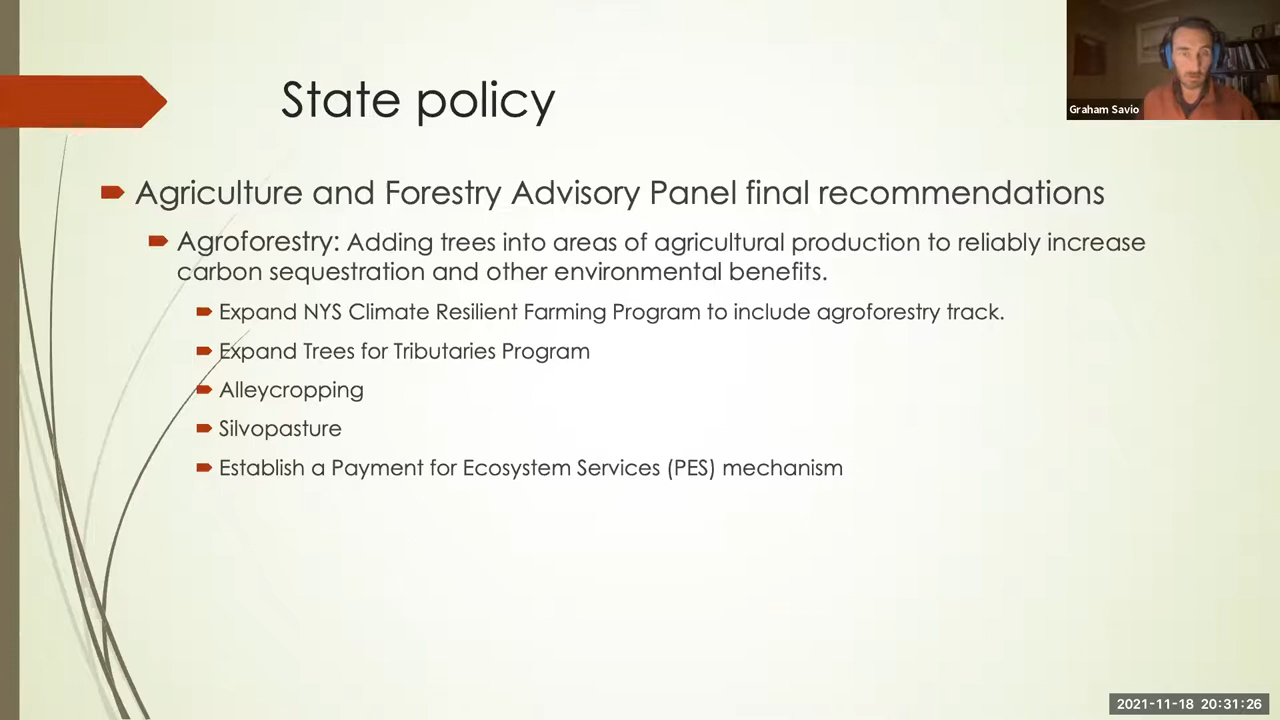 State policy
Graham Savio
Agriculture and Forestry Advisory Panel final recommendations
Agroforestry: Adding trees into areas of agricultural production to reliably increase
carbon sequestration and other environmental benefits.
Expand NYS Climate Resilient Farming Program to include agroforestry track.
Expand Trees for Tributaries Program
Alleycropping
Silvopasture
Establish a Payment for Ecosystem Services (PES) mechanism
2021-11-18 20:31:26